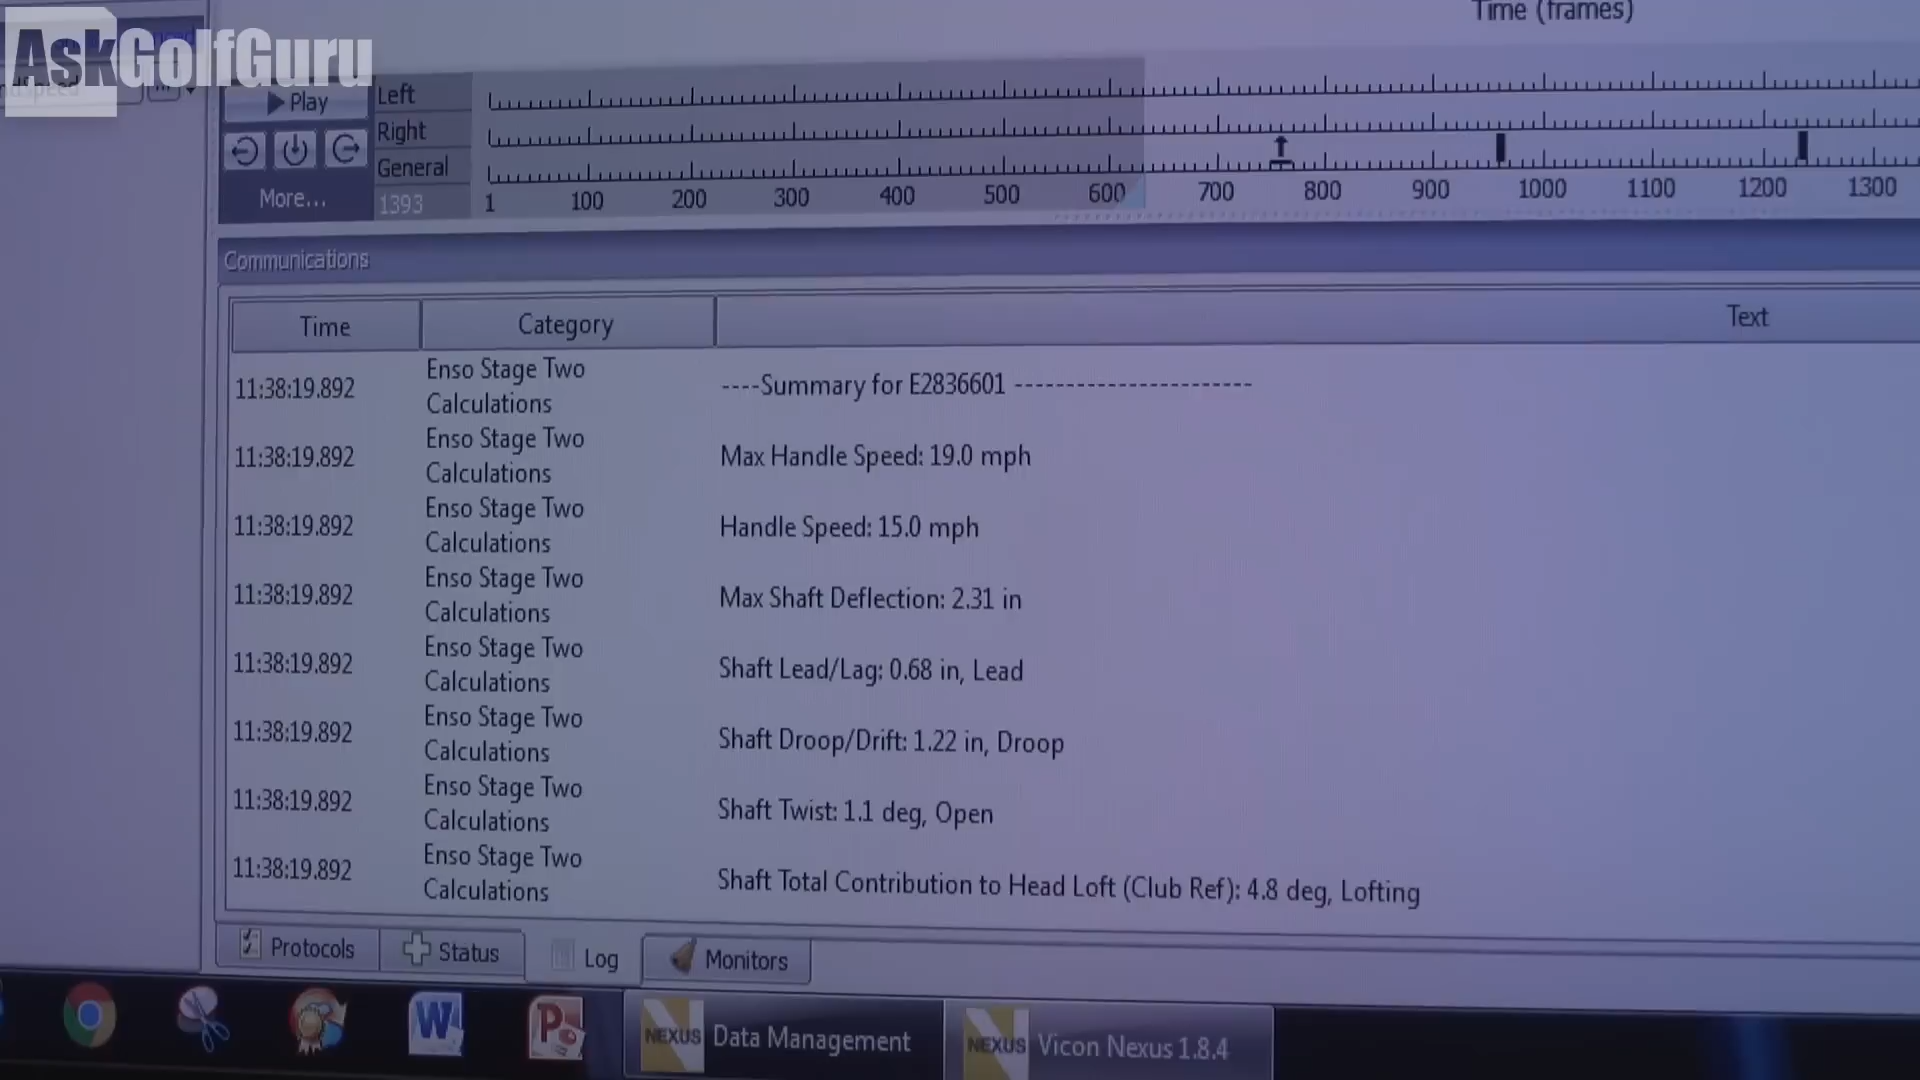 AskGolfGuru
Time (frames)
Play
Left
Right
General
More...
1393
1 100 200 300 400 500 600 700 800 900 1000 1100 1200 1300
Communications
Time Category Text
11:38:19.892 Enso Stage Two Calculations ----Summary for E2836601 -----------------------
11:38:19.892 Enso Stage Two Calculations Max Handle Speed: 19.0 mph
11:38:19.892 Enso Stage Two Calculations Handle Speed: 15.0 mph
11:38:19.892 Enso Stage Two Calculations Max Shaft Deflection: 2.31 in
11:38:19.892 Enso Stage Two Calculations Shaft Lead/Lag: 0.68 in, Lead
11:38:19.892 Enso Stage Two Calculations Shaft Droop/Drift: 1.22 in, Droop
11:38:19.892 Enso Stage Two Calculations Shaft Twist: 1.1 deg, Open
11:38:19.892 Enso Stage Two Calculations Shaft Total Contribution to Head Loft (Club Ref): 4.8 deg, Lofting
Protocols Status Log Monitors
W P NEXUS Data Management NEXUS Vicon Nexus 1.8.4